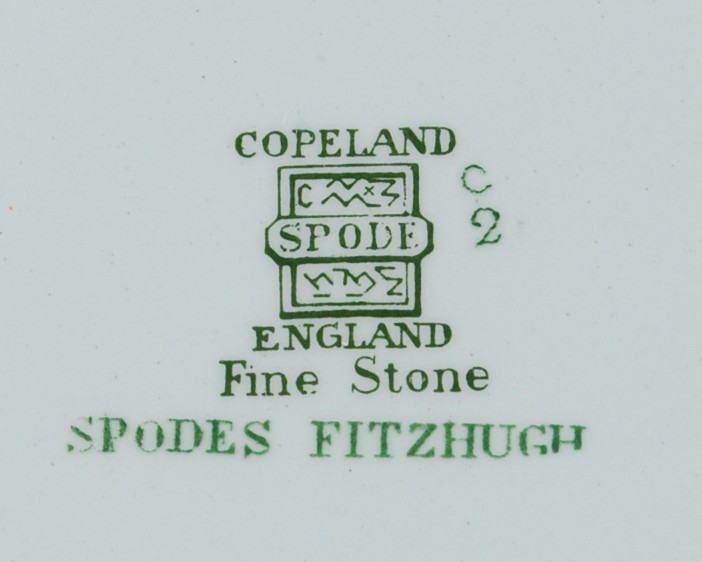 COPELAND
C
2
SPODE
ENGLAND
Fine Stone
SPODES FITZHUGH